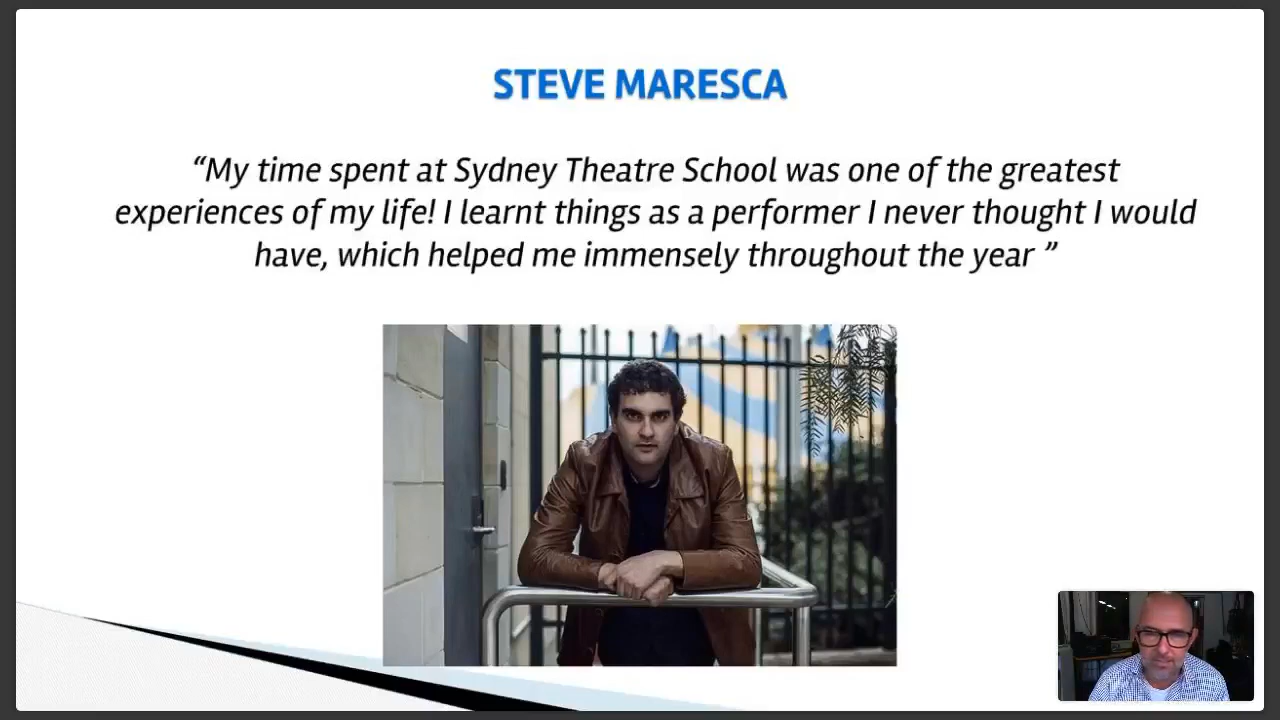 STEVE MARESCA
“My time spent at Sydney Theatre School was one of the greatest
experiences of my life! I learnt things as a performer I never thought I would
have, which helped me immensely throughout the year ”